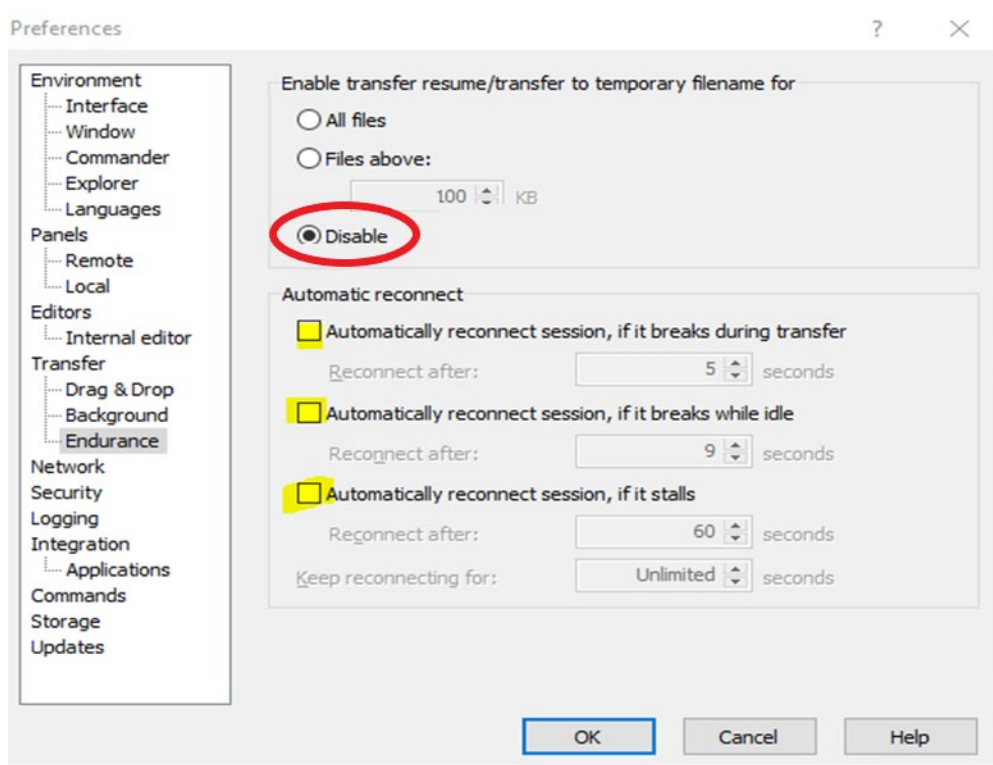 Preferences
?
Environment
Interface
Window
Commander
Explorer
Languages
Panels
Remote
Local
Editors
Internal editor
Transfer
Drag & Drop
Background
Endurance
Network
Security
Logging
Integration
Applications
Commands
Storage
Updates
Enable transfer resume/transfer to temporary filename for
All files
Files above:
100 KB
Disable
Automatic reconnect
Automatically reconnect session, if it breaks during transfer
Reconnect after: 5 seconds
Automatically reconnect session, if it breaks while idle
Reconnect after: 9 seconds
Automatically reconnect session, if it stalls
Reconnect after: 60 seconds
Keep reconnecting for: Unlimited seconds
OK Cancel Help